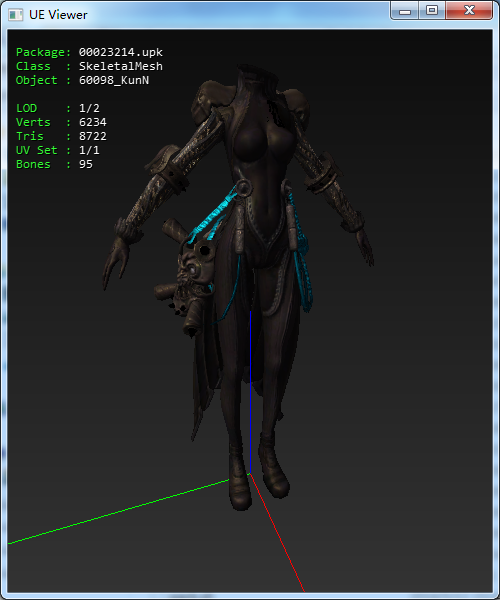 UE Viewer
Package: 00023214.upk
Class : SkeletalMesh
Object : 60098_KunN
LOD : 1/2
Verts : 6234
Tris : 8722
UV Set : 1/1
Bones : 95